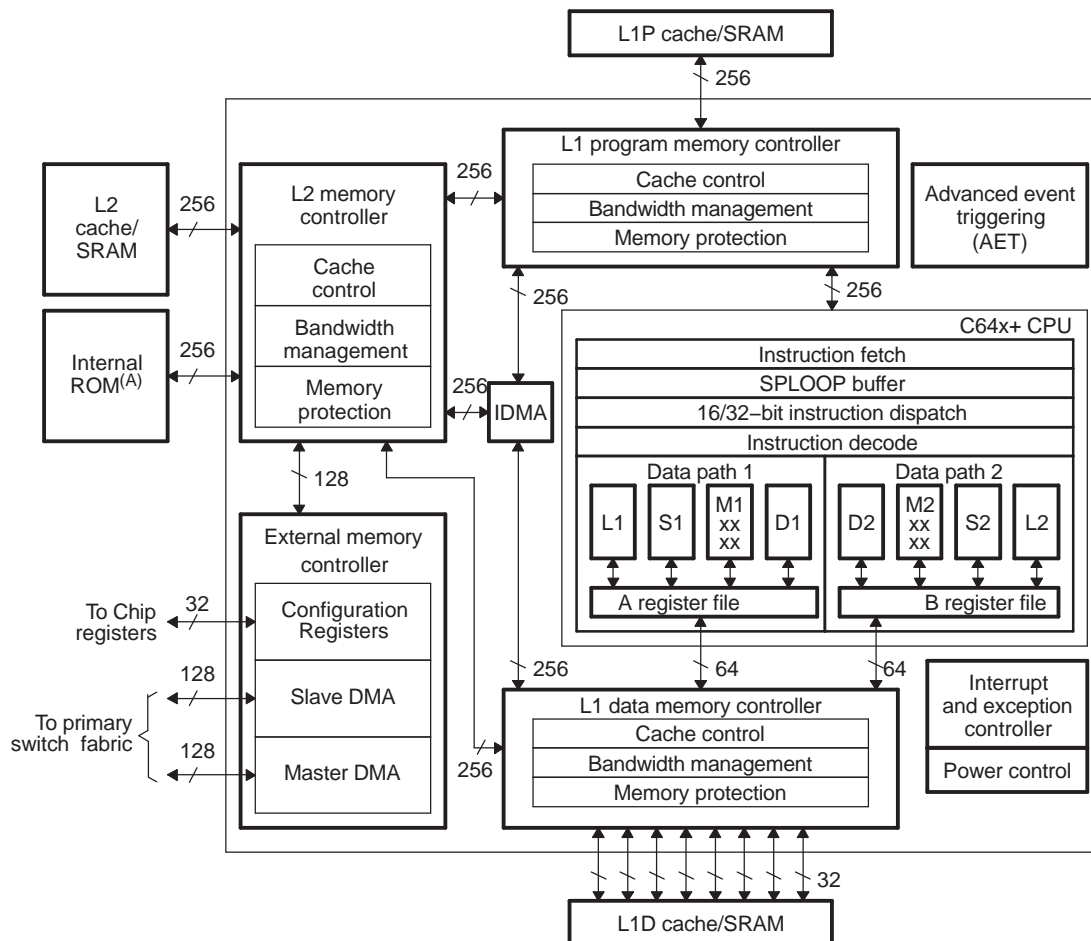 L1P cache/SRAM
256
L1 program memory controller
Cache control
Bandwidth management
Memory protection
Advanced event
triggering
(AET)
L2
cache/
SRAM
256
L2 memory
controller
256
Cache
control
Bandwidth
management
Memory
protection
Internal
ROM(A)
256
256
256
IDMA
256
C64x+ CPU
Instruction fetch
SPLOOP buffer
16/32−bit instruction dispatch
Instruction decode
Data path 1
L1
S1
M1
xx
xx
D1
A register file
Data path 2
D2
M2
xx
xx
S2
L2
B register file
128
External memory
controller
Configuration
Registers
Slave DMA
Master DMA
To Chip
registers
32
To primary
switch fabric
128
128
256
256
64
64
L1 data memory controller
Cache control
Bandwidth management
Memory protection
Interrupt
and exception
controller
Power control
32
L1D cache/SRAM